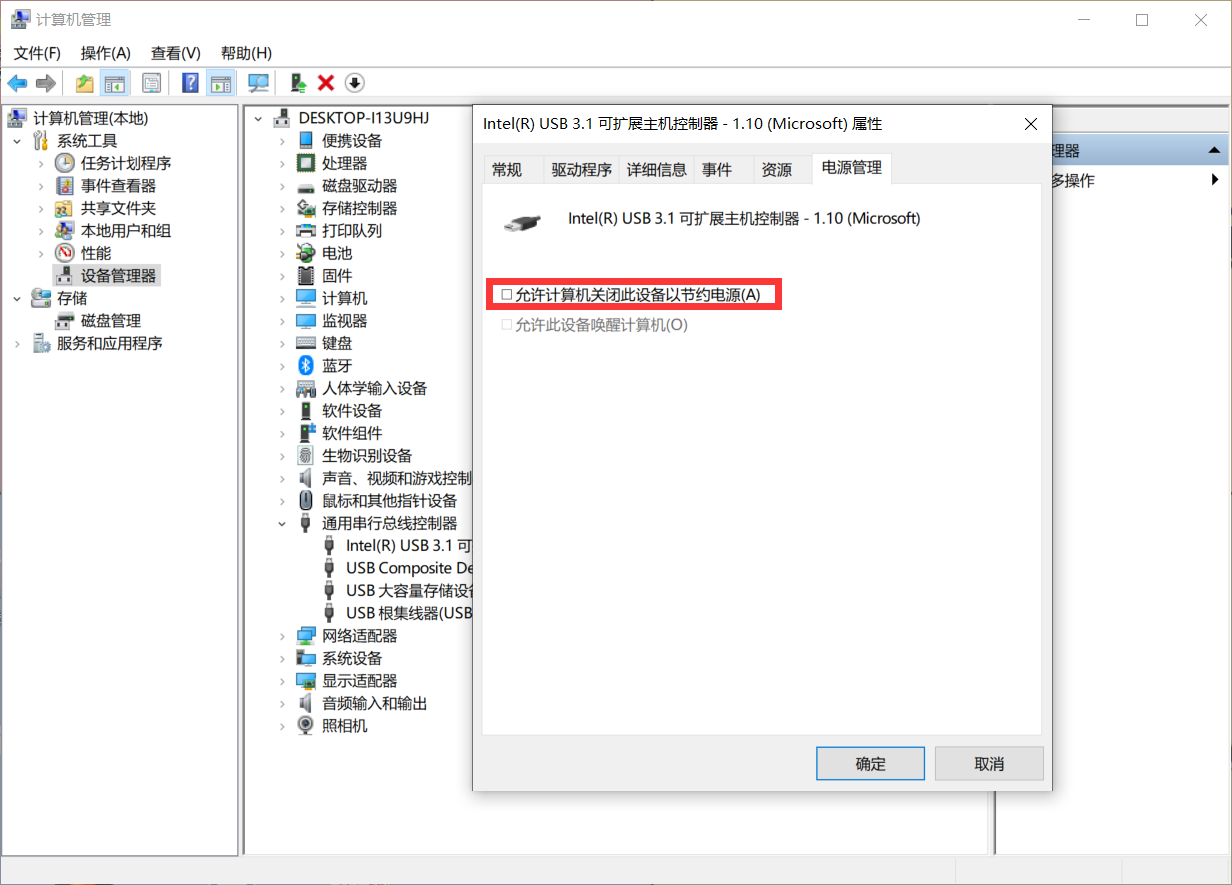 计算机管理
文件(F) 操作(A) 查看(V) 帮助(H)
计算机管理(本地)
系统工具
任务计划程序
事件查看器
共享文件夹
本地用户和组
性能
设备管理器
存储
磁盘管理
服务和应用程序
DESKTOP-I13U9HJ
便携设备
处理器
磁盘驱动器
存储控制器
打印队列
电池
固件
计算机
监视器
键盘
蓝牙
人体学输入设备
软件设备
软件组件
生物识别设备
声音、视频和游戏控制
鼠标和其他指针设备
通用串行总线控制器
Intel(R) USB 3.1 可
USB Composite De
USB 大容量存储设
USB 根集线器(USB
网络适配器
系统设备
显示适配器
音频输入和输出
照相机
Intel(R) USB 3.1 可扩展主机控制器 - 1.10 (Microsoft) 属性
常规 驱动程序 详细信息 事件 资源 电源管理
Intel(R) USB 3.1 可扩展主机控制器 - 1.10 (Microsoft)
允许计算机关闭此设备以节约电源(A)
允许此设备唤醒计算机(O)
确定 取消
理器
多操作